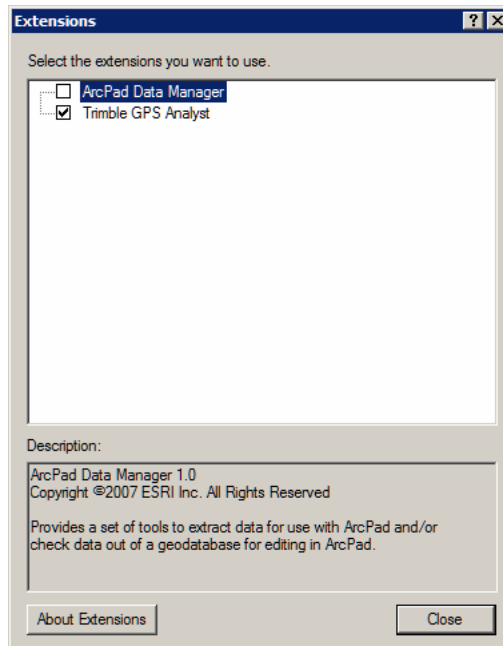 Extensions
Select the extensions you want to use.
ArcPad Data Manager
Trimble GPS Analyst
Description:
ArcPad Data Manager 1.0
Copyright ©2007 ESRI Inc. All Rights Reserved
Provides a set of tools to extract data for use with ArcPad and/or
check data out of a geodatabase for editing in ArcPad.
About Extensions
Close